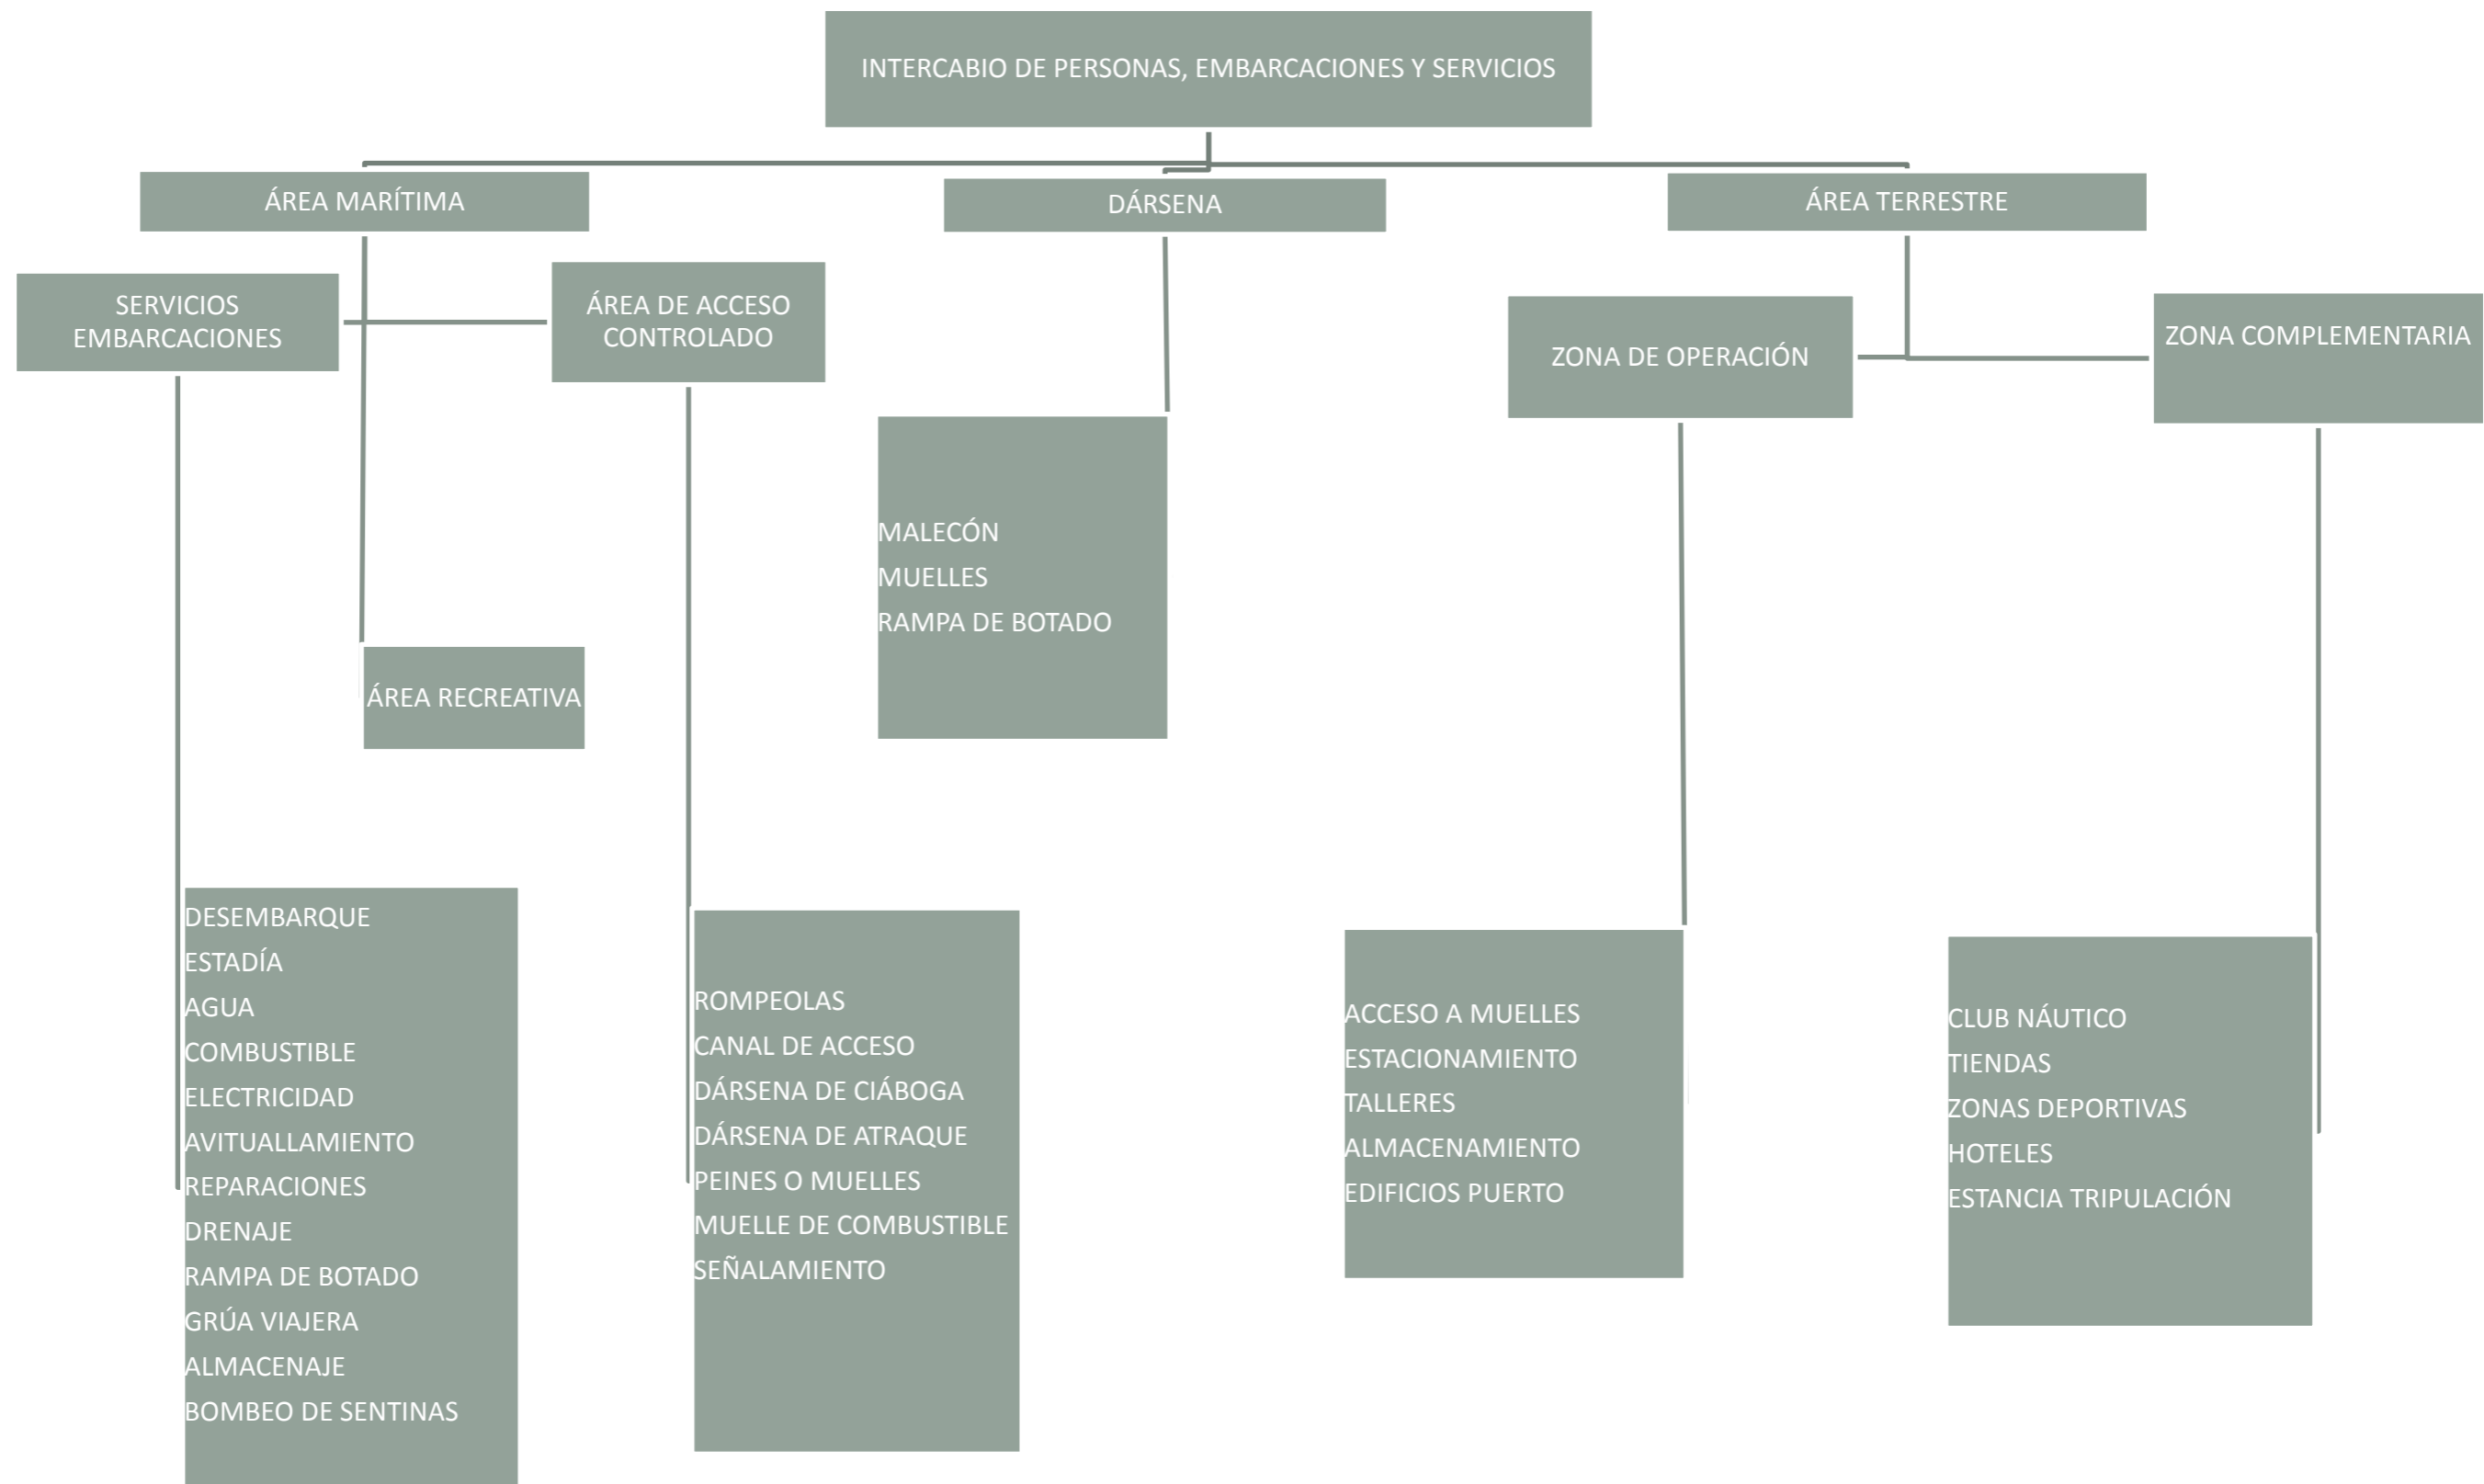 INTERCABIO DE PERSONAS, EMBARCACIONES Y SERVICIOS
ÁREA MARÍTIMA
DÁRSENA
ÁREA TERRESTRE
SERVICIOS
EMBARCACIONES
ÁREA DE ACCESO
CONTROLADO
ZONA DE OPERACIÓN
ZONA COMPLEMENTARIA
MALECÓN
MUELLES
RAMPA DE BOTADO
ÁREA RECREATIVA
DESEMBARQUE
ESTADÍA
AGUA
COMBUSTIBLE
ELECTRICIDAD
AVITUALLAMIENTO
REPARACIONES
DRENAJE
RAMPA DE BOTADO
GRÚA VIAJERA
ALMACENAJE
BOMBEO DE SENTINAS
ROMPEOLAS
CANAL DE ACCESO
DÁRSENA DE CIÁBOGA
DÁRSENA DE ATRAQUE
PEINES O MUELLES
MUELLE DE COMBUSTIBLE
SEÑALAMIENTO
ACCESO A MUELLES
ESTACIONAMIENTO
TALLERES
ALMACENAMIENTO
EDIFICIOS PUERTO
CLUB NÁUTICO
TIENDAS
ZONAS DEPORTIVAS
HOTELES
ESTANCIA TRIPULACIÓN